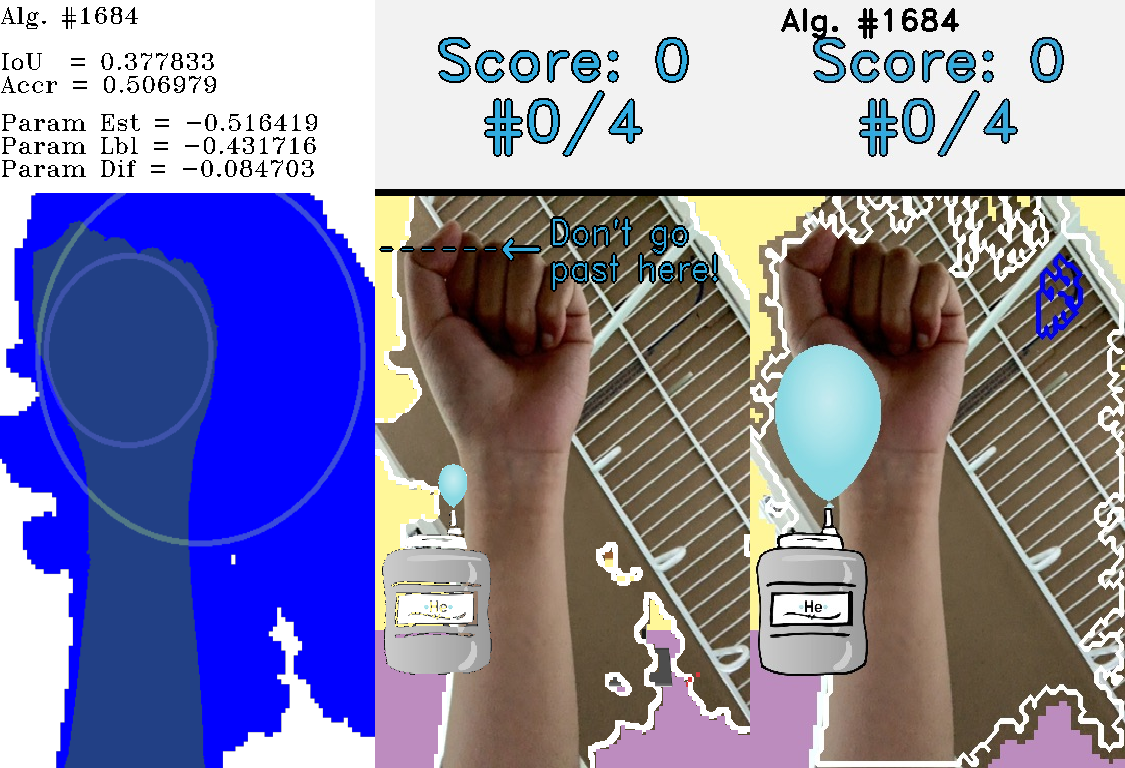 Alg. #1684
IoU = 0.377833
Accr = 0.506979
Param Est = −0.516419
Param Lbl = −0.431716
Param Dif = −0.084703
Score: 0
#0/4
Don't go
past here!
He
Alg. #1684
Score: 0
#0/4
He